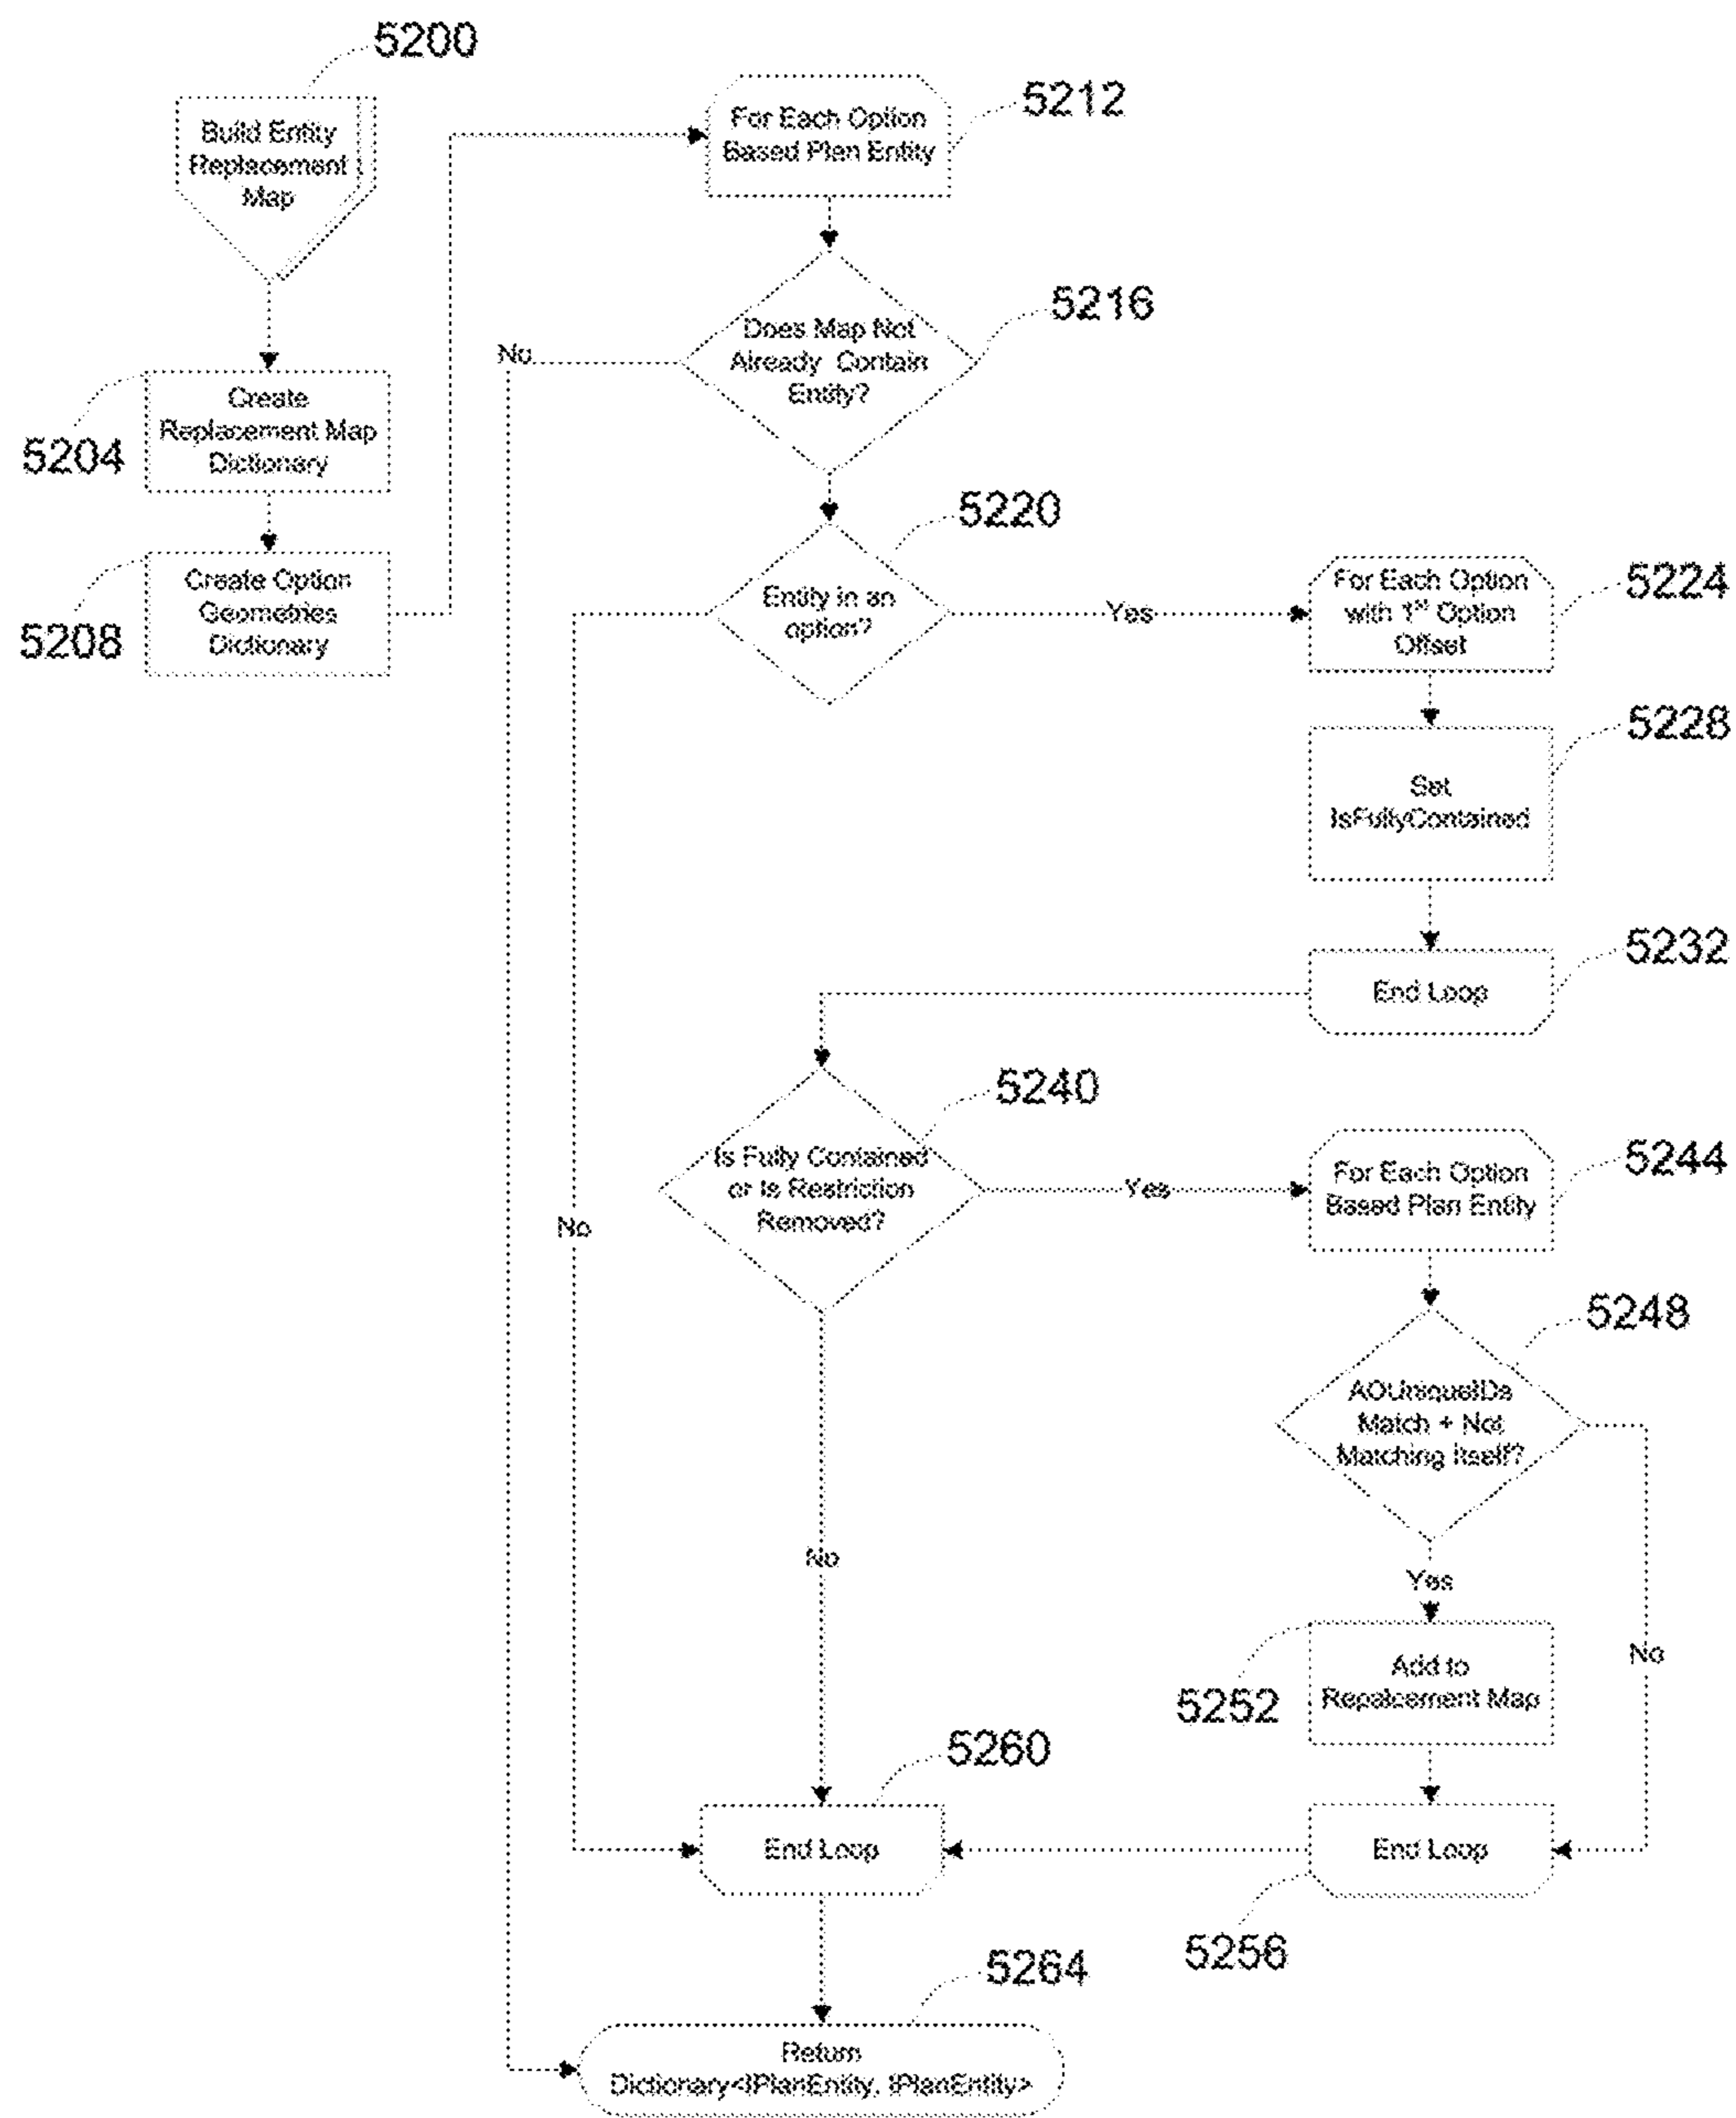 5200
Build Entity
Replacement
Map
5204
Create
Replacement Map
Dictionary
5208
Create Option
Geometries
Dictionary
5212
For Each Option
Based Plan Entity
5216
Does Map Not
Already Contain
Entity?
No
5220
Entity in an
option?
Yes
No
5224
For Each Option
with 1st Option
Offset
5228
Set
IsFullyContained
5232
End Loop
5240
Is Fully Contained
or Is Restriction
Removed?
Yes
No
5244
For Each Option
Based Plan Entity
5248
AOUniqueIDs
Match + Not
Matching itself?
Yes
No
5252
Add to
Repalcement Map
5256
End Loop
5260
End Loop
5264
Return
Dictionary<IPlanEntity, IPlanEntity>